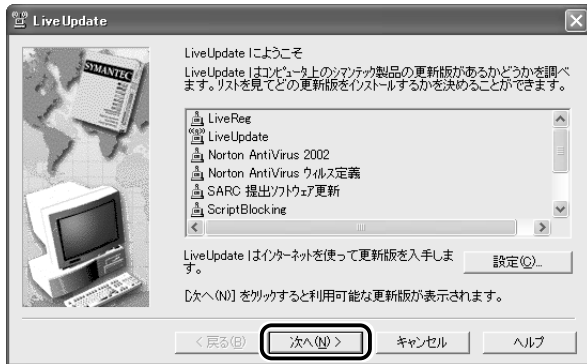 LiveUpdate
SYMANTEC
LiveUpdate にようこそ
LiveUpdate はコンピュータ上のシマンテック製品の更新版があるかどうかを調べ
ます。リストを見てどの更新版をインストールするかを決めることができます。
LiveReg
LiveUpdate
Norton AntiVirus 2002
Norton AntiVirus ウィルス定義
SARC 提出ソフトウェア更新
ScriptBlocking
LiveUpdate はインターネットを使って更新版を入手しま
す。
設定(C)...
[次へ(N)] をクリックすると利用可能な更新版が表示されます。
< 戻る(B)
次へ(N) >
キャンセル
ヘルプ